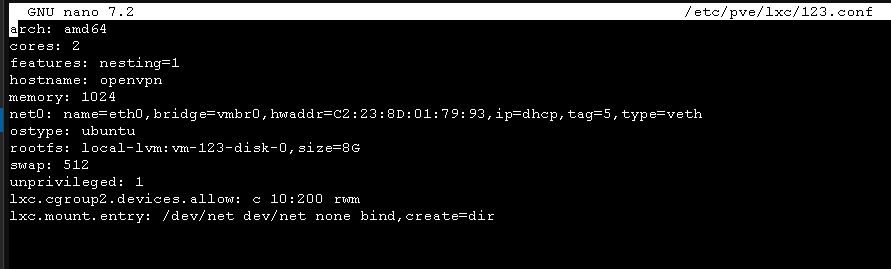 GNU nano 7.2 /etc/pve/lxc/123.conf
arch: amd64
cores: 2
features: nesting=1
hostname: openvpn
memory: 1024
net0: name=eth0,bridge=vmbr0,hwaddr=C2:23:8D:01:79:93,ip=dhcp,tag=5,type=veth
ostype: ubuntu
rootfs: local-lvm:vm-123-disk-0,size=8G
swap: 512
unprivileged: 1
lxc.cgroup2.devices.allow: c 10:200 rwm
lxc.mount.entry: /dev/net dev/net none bind,create=dir